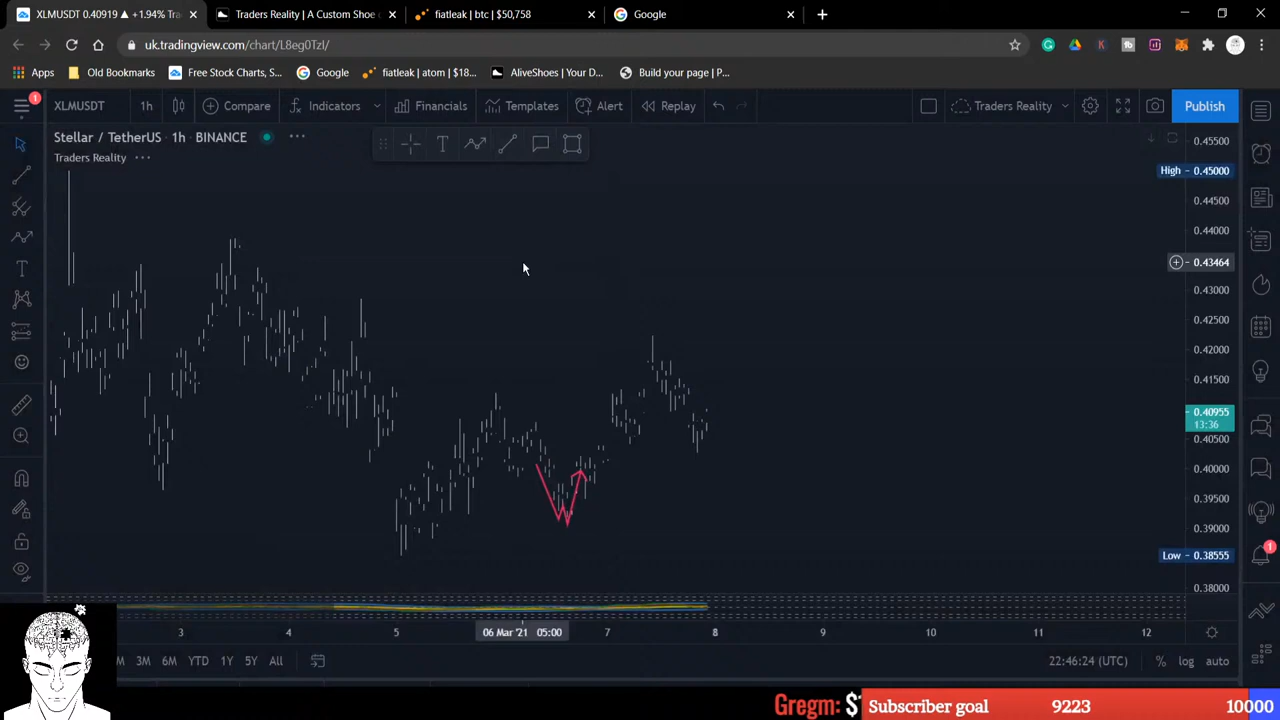 XLMUSDT 0.40919 ▲ +1.94% Tra
Traders Reality | A Custom Shoe c
fiatleak | btc | $50,758
Google
uk.tradingview.com/chart/L8eg0TzI/
Apps
Old Bookmarks
Free Stock Charts, S...
Google
fiatleak | atom | $18...
AliveShoes | Your D...
Build your page | P...
1
XLMUSDT
1h
Compare
Indicators
Financials
Templates
Alert
Replay
Traders Reality
Publish
Stellar / TetherUS · 1h · BINANCE
Traders Reality
0.45500
High
0.45000
0.44500
0.44000
0.43464
0.43000
0.42500
0.42000
0.41500
0.40955
13:36
0.40500
0.40000
0.39500
0.39000
Low
0.38555
0.38000
1
3
4
5
06 Mar '21 05:00
7
8
9
10
11
12
M
3M
6M
YTD
1Y
5Y
All
22:46:24 (UTC)
%
log
auto
Gregm: $
Subscriber goal
9223
10000